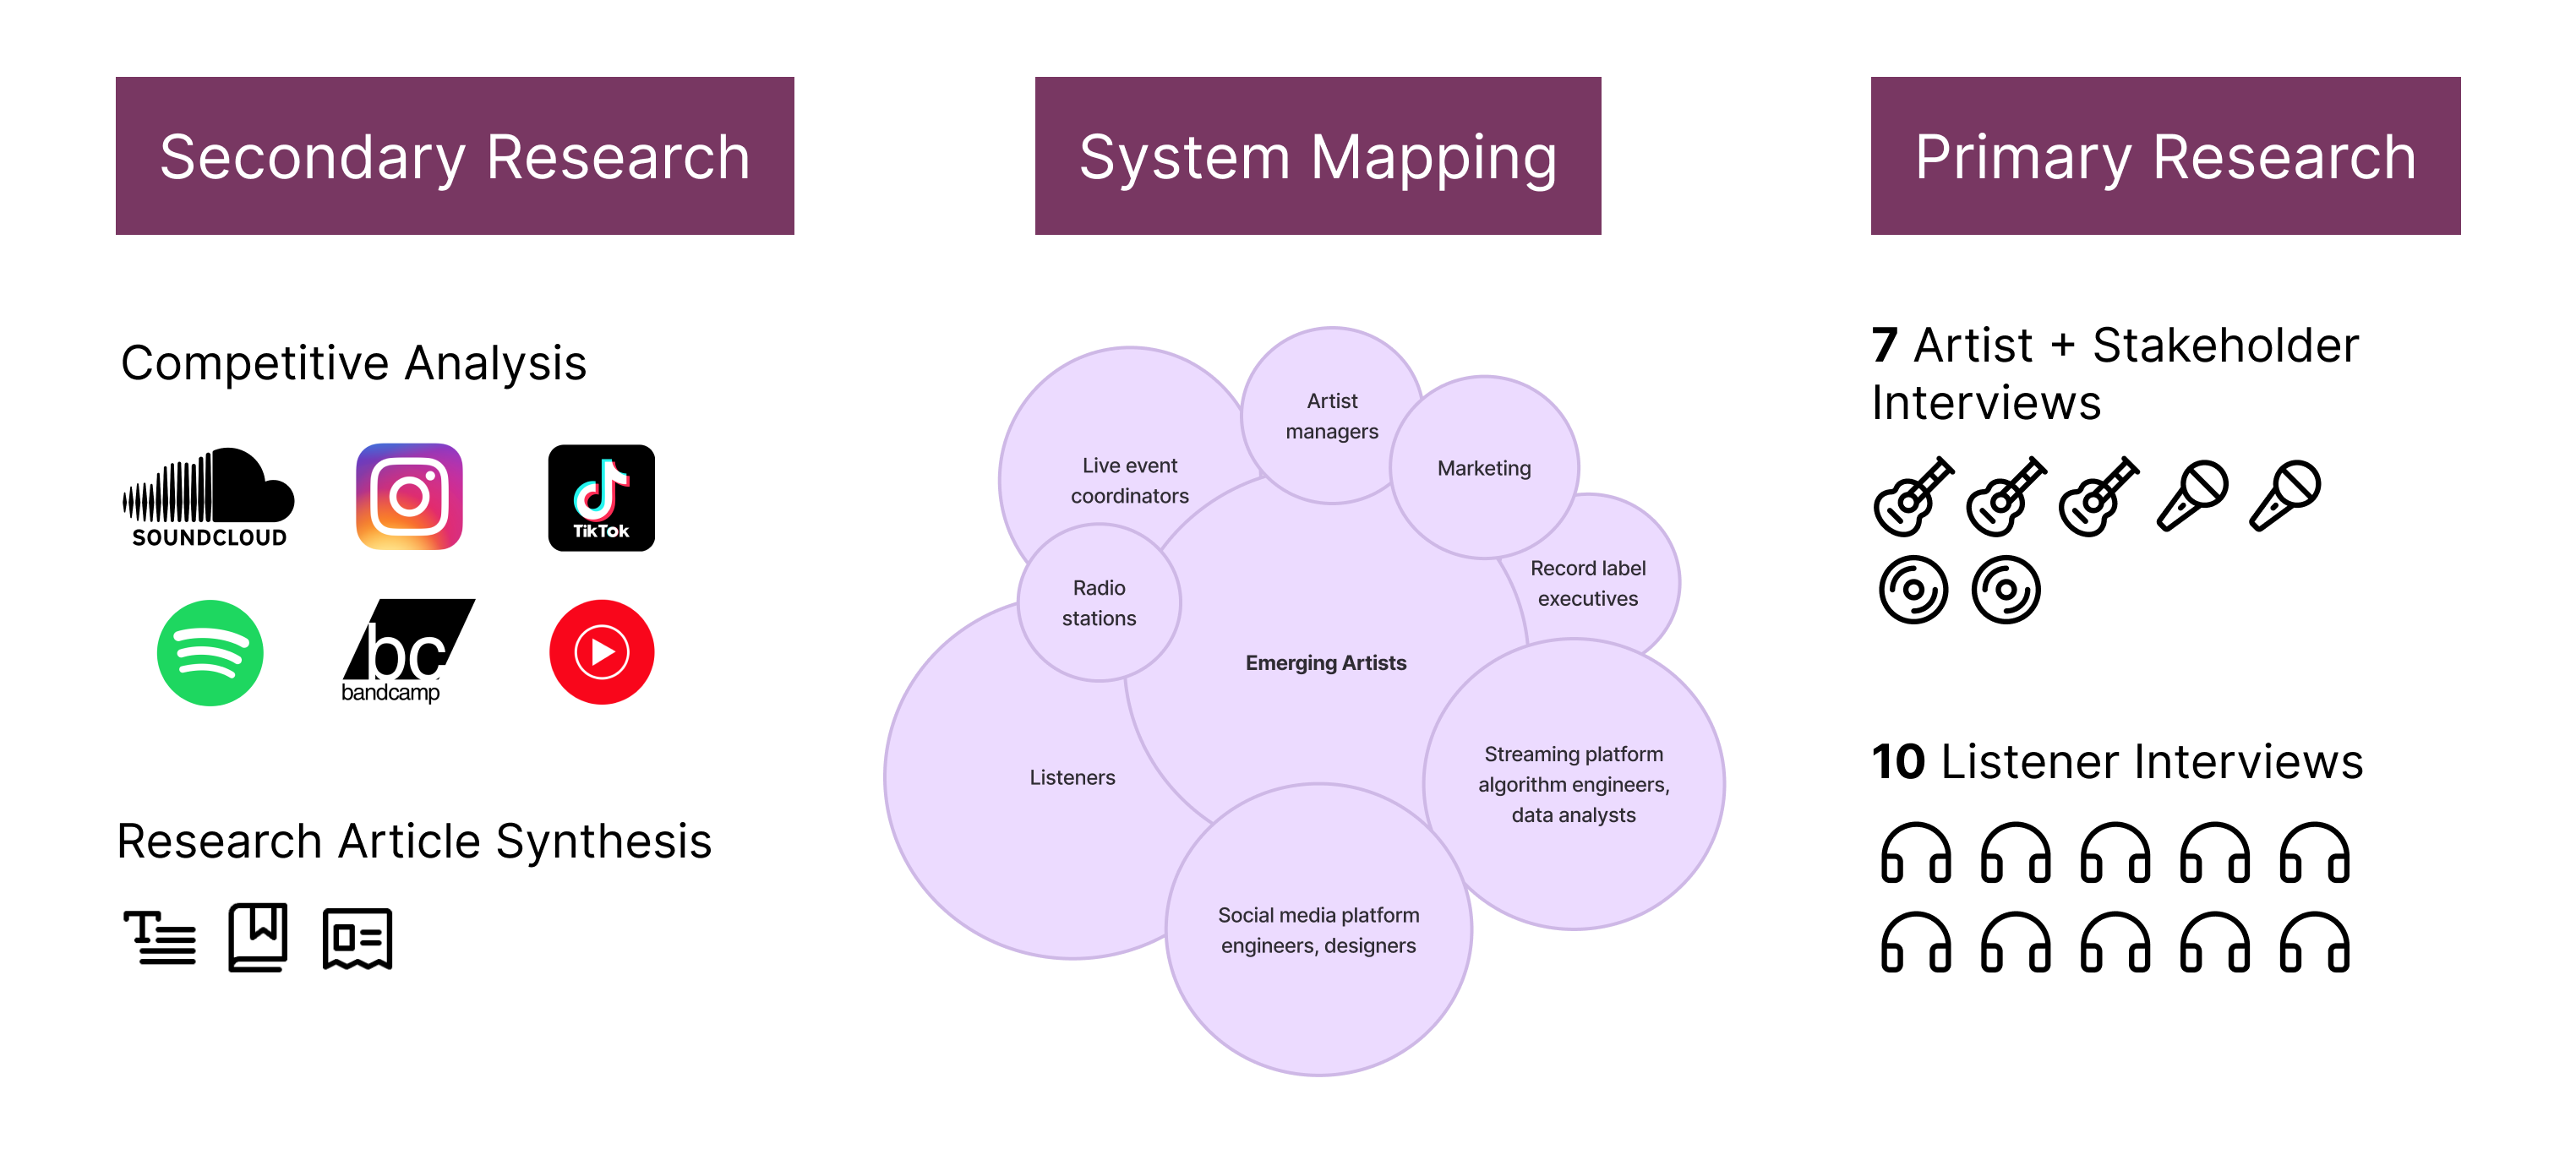 Secondary Research
Competitive Analysis
SOUNDCLOUD
TikTok
bc
bandcamp
Research Article Synthesis
T
System Mapping
Artist
managers
Live event
coordinators
Marketing
Radio
stations
Record label
executives
Emerging Artists
Listeners
Streaming platform
algorithm engineers,
data analysts
Social media platform
engineers, designers
Primary Research
7 Artist + Stakeholder
Interviews
10 Listener Interviews